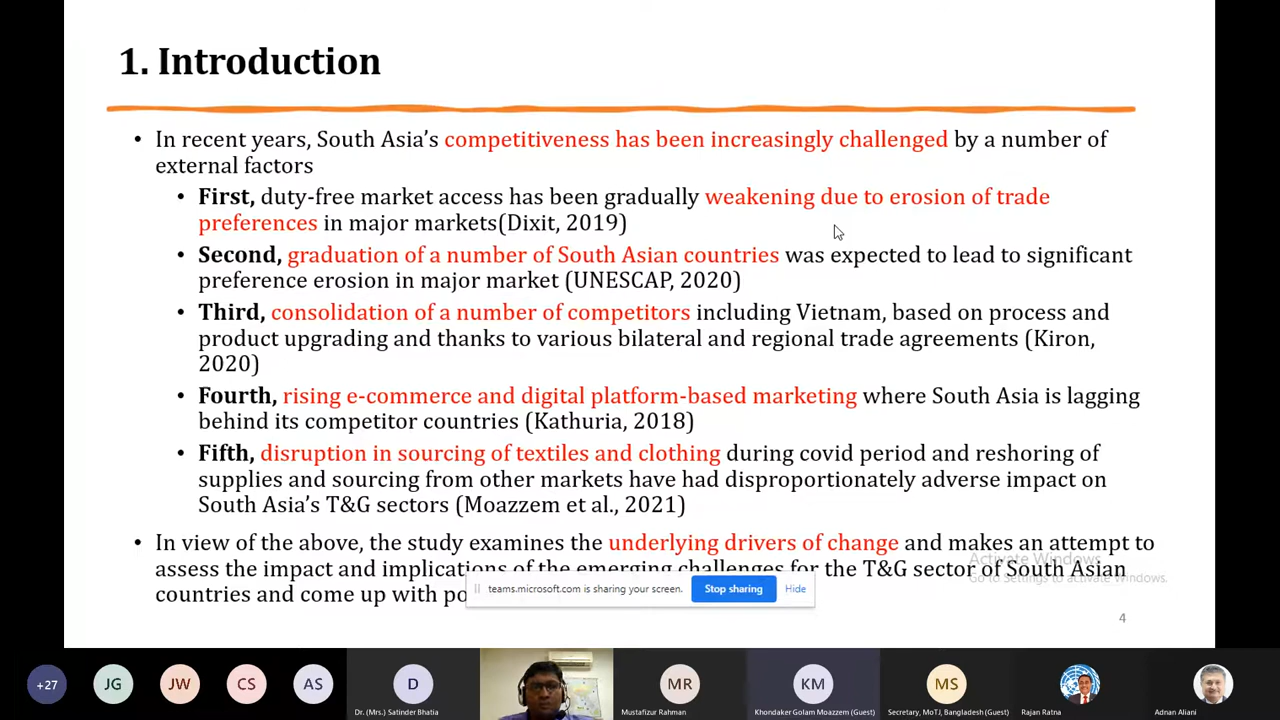 1. Introduction
• In recent years, South Asia's competitiveness has been increasingly challenged by a number of
external factors
• First, duty-free market access has been gradually weakening due to erosion of trade
preferences in major markets(Dixit, 2019)
• Second, graduation of a number of South Asian countries was expected to lead to significant
preference erosion in major market (UNESCAP, 2020)
• Third, consolidation of a number of competitors including Vietnam, based on process and
product upgrading and thanks to various bilateral and regional trade agreements (Kiron,
2020)
• Fourth, rising e-commerce and digital platform-based marketing where South Asia is lagging
behind its competitor countries (Kathuria, 2018)
• Fifth, disruption in sourcing of textiles and clothing during covid period and reshoring of
supplies and sourcing from other markets have had disproportionately adverse impact on
South Asia's T&G sectors (Moazzem et al., 2021)
• In view of the above, the study examines the underlying drivers of change and makes an attempt to
Activate Windows
assess the impact and implications of the emerging challenges for the T&G sector of South Asian
Go to Settings to activate Windows.
countries and come up with
teams.microsoft.com is sharing your screen. Stop sharing Hide
4
+27 JG JW CS AS D MR KM MS
Dr. (Mrs.) Satinder Bhatia Mustafizur Rahman Khondaker Golam Moazzem (Guest) Secretary, MoTJ, Bangladesh (Guest) Rajan Ratna Adnan Aliani